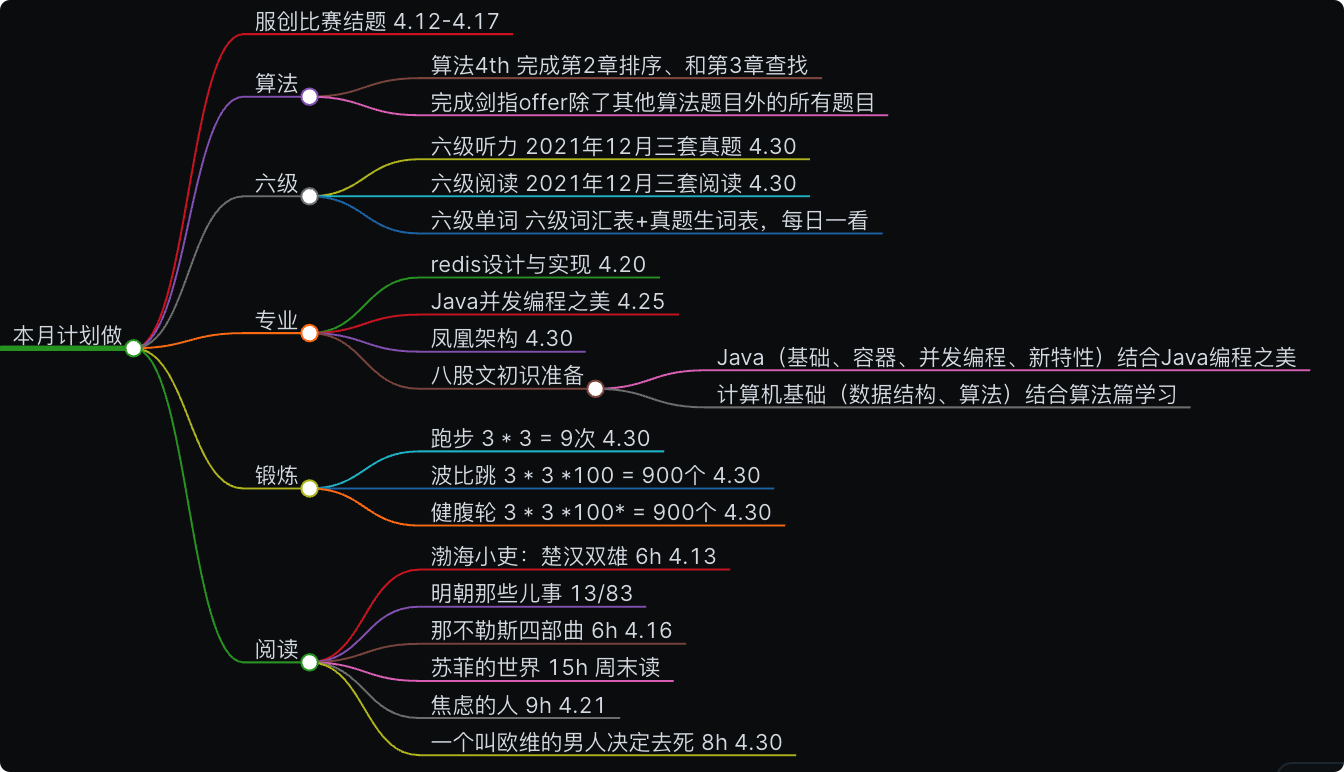 服创比赛结题 4.12-4.17
算法
算法4th 完成第2章排序、和第3章查找
完成剑指offer除了其他算法题目外的所有题目
六级
六级听力 2021年12月三套真题 4.30
六级阅读 2021年12月三套阅读 4.30
六级单词 六级词汇表+真题生词表，每日一看
本月计划做
专业
redis设计与实现 4.20
Java并发编程之美 4.25
凤凰架构 4.30
八股文初识准备
Java（基础、容器、并发编程、新特性）结合Java编程之美
计算机基础（数据结构、算法）结合算法篇学习
锻炼
跑步 3 * 3 = 9次 4.30
波比跳 3 * 3 *100 = 900个 4.30
健腹轮 3 * 3 *100* = 900个 4.30
阅读
渤海小吏：楚汉双雄 6h 4.13
明朝那些儿事 13/83
那不勒斯四部曲 6h 4.16
苏菲的世界 15h 周末读
焦虑的人 9h 4.21
一个叫欧维的男人决定去死 8h 4.30